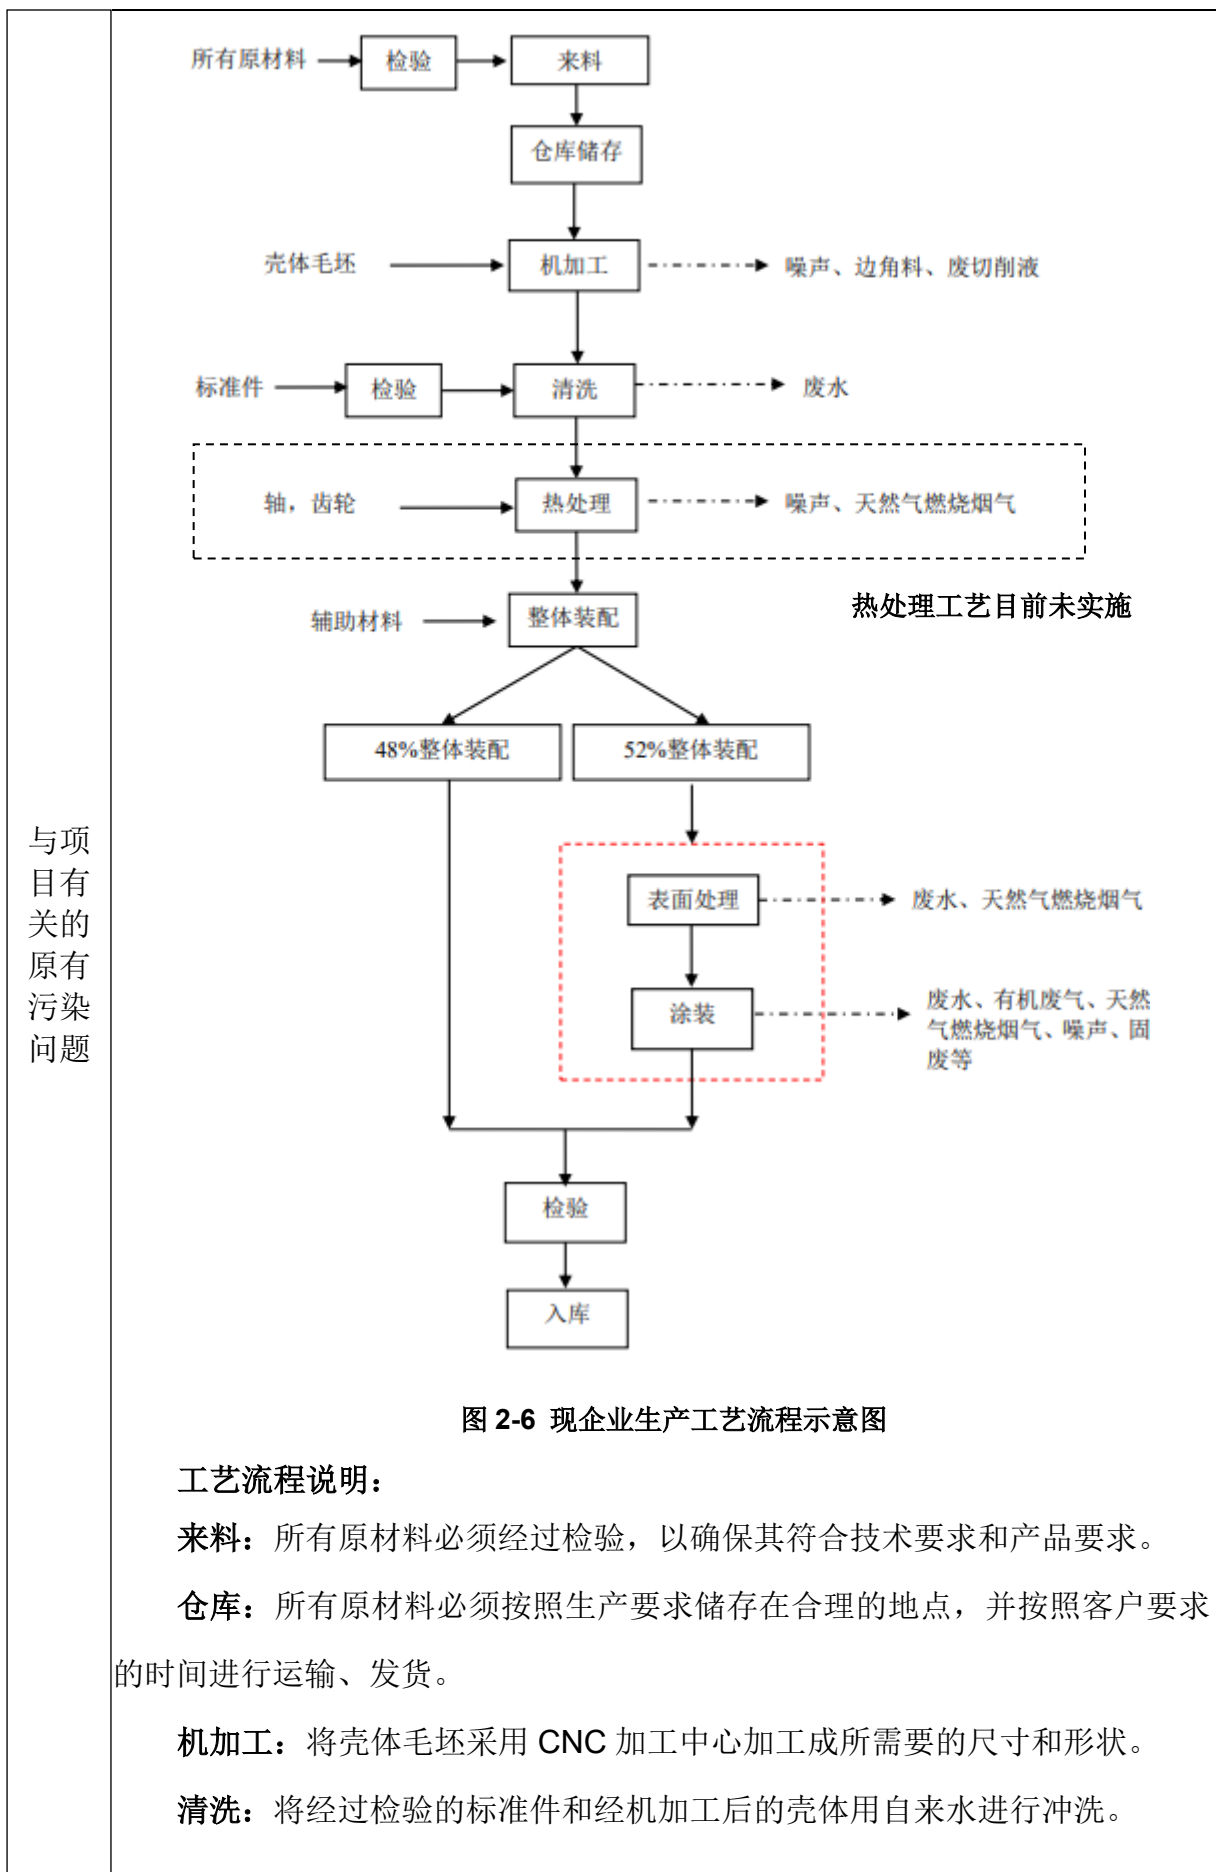 所有原材料
检验
来料
仓库储存
壳体毛坯
机加工
噪声、边角料、废切削液
标准件
检验
清洗
废水
轴，齿轮
热处理
噪声、天然气燃烧烟气
热处理工艺目前未实施
辅助材料
整体装配
48%整体装配
52%整体装配
表面处理
废水、天然气燃烧烟气
涂装
废水、有机废气、天然
气燃烧烟气、噪声、固
废等
检验
入库
与项
目有
关的
原有
污染
问题
图 2-6 现企业生产工艺流程示意图
工艺流程说明：
来料：所有原材料必须经过检验，以确保其符合技术要求和产品要求。
仓库：所有原材料必须按照生产要求储存在合理的地点，并按照客户要求
的时间进行运输、发货。
机加工：将壳体毛坯采用 CNC 加工中心加工成所需要的尺寸和形状。
清洗：将经过检验的标准件和经机加工后的壳体用自来水进行冲洗。